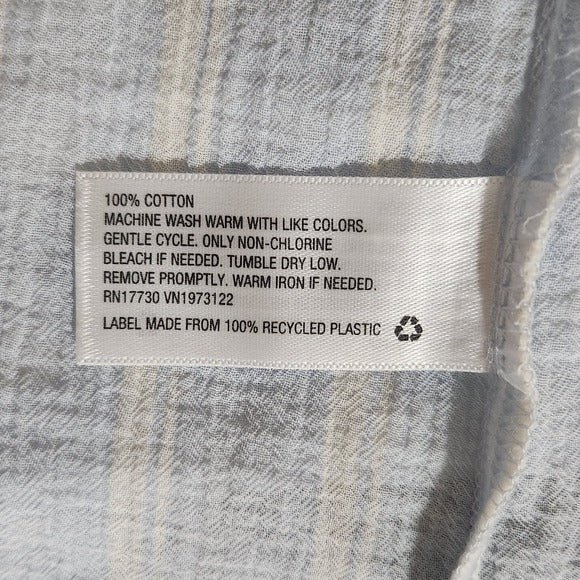 100% COTTON
MACHINE WASH WARM WITH LIKE COLORS.
GENTLE CYCLE. ONLY NON-CHLORINE
BLEACH IF NEEDED. TUMBLE DRY LOW.
REMOVE PROMPTLY. WARM IRON IF NEEDED.
RN17730 VN1973122
LABEL MADE FROM 100% RECYCLED PLASTIC